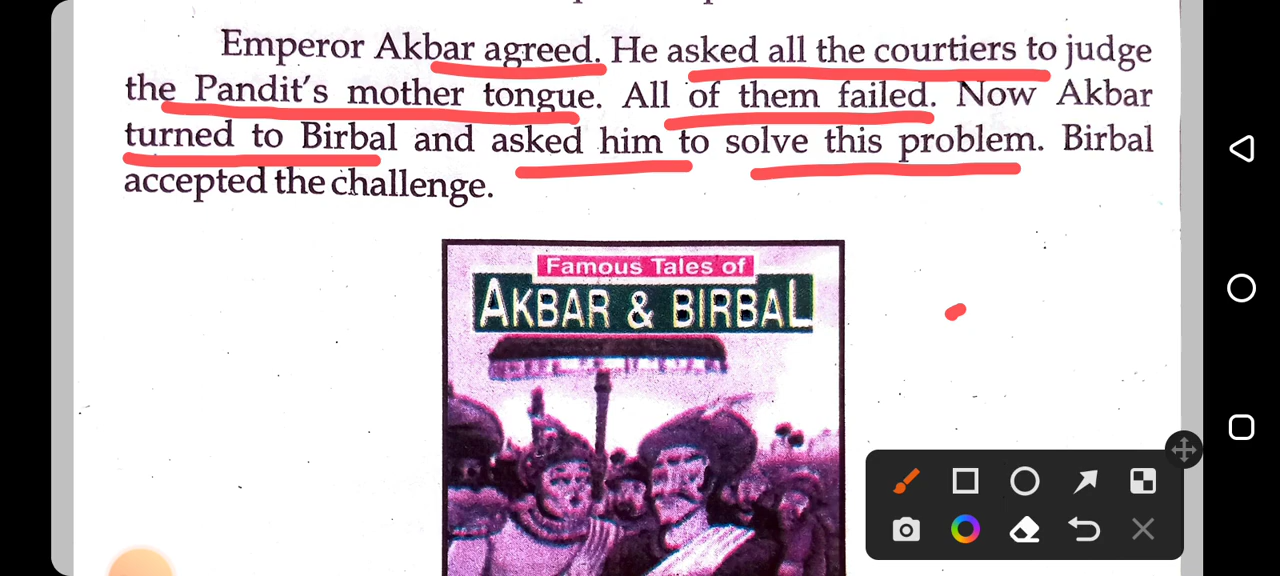 Emperor Akbar agreed. He asked all the courtiers to judge
the Pandit's mother tongue. All of them failed. Now Akbar
turned to Birbal and asked him to solve this problem. Birbal
accepted the challenge.
Famous Tales of
AKBAR & BIRBAL